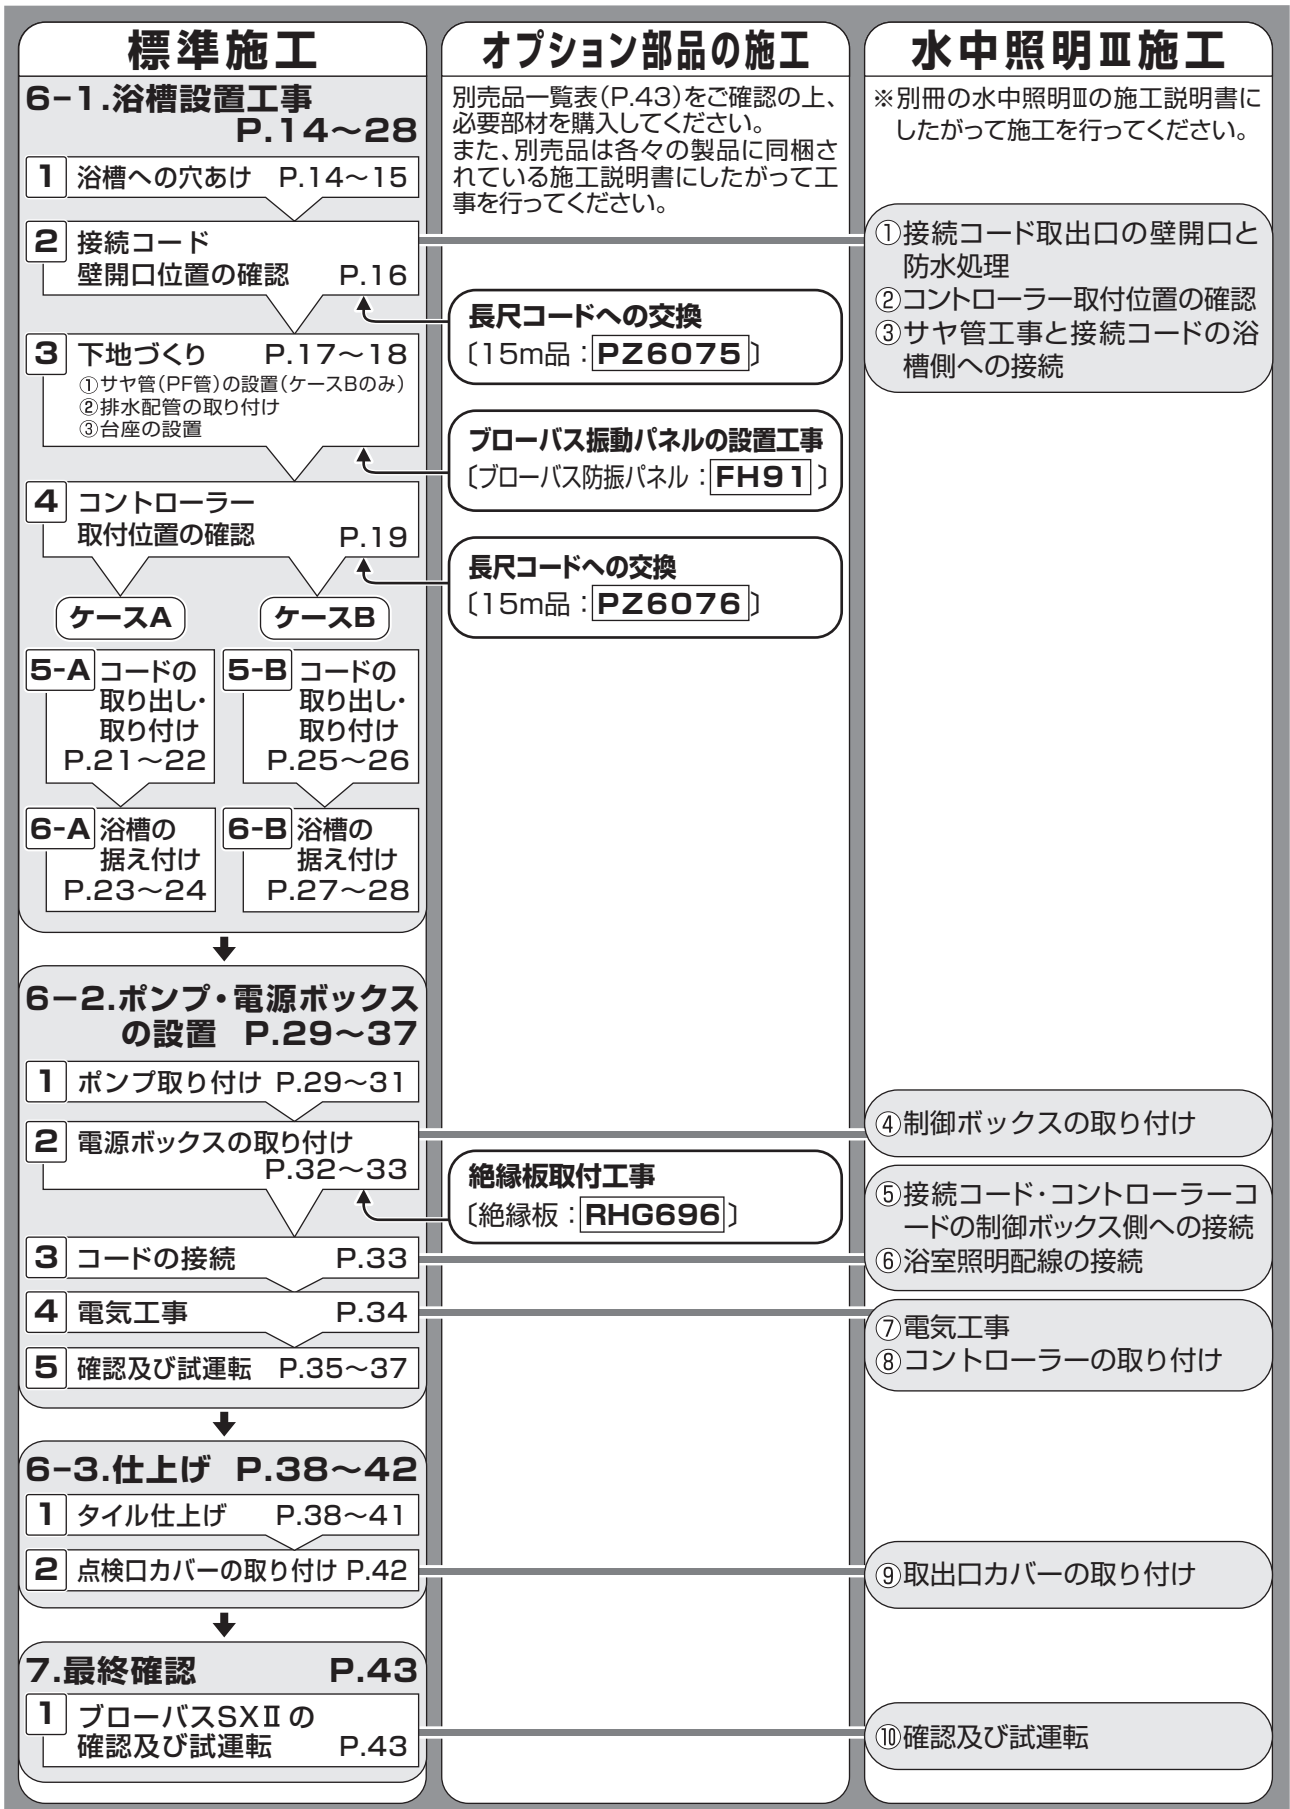 標準施工
6-1.浴槽設置工事
P.14～28
1 浴槽への穴あけ P.14～15
2 接続コード
壁開口位置の確認 P.16
3 下地づくり P.17～18
①サヤ管(PF管)の設置(ケースBのみ)
②排水配管の取り付け
③台座の設置
4 コントローラー
取付位置の確認 P.19
ケースA
ケースB
5-A コードの
取り出し・
取り付け
P.21～22
5-B コードの
取り出し・
取り付け
P.25～26
6-A 浴槽の
据え付け
P.23～24
6-B 浴槽の
据え付け
P.27～28
6-2.ポンプ・電源ボックス
の設置 P.29～37
1 ポンプ取り付け P.29～31
2 電源ボックスの取り付け
P.32～33
3 コードの接続 P.33
4 電気工事 P.34
5 確認及び試運転 P.35～37
6-3.仕上げ P.38～42
1 タイル仕上げ P.38～41
2 点検口カバーの取り付け P.42
7.最終確認 P.43
1 ブローバスSXⅡの
確認及び試運転 P.43
オプション部品の施工
別売品一覧表(P.43)をご確認の上、
必要部材を購入してください。
また、別売品は各々の製品に同梱さ
れている施工説明書にしたがって工
事を行ってください。
長尺コードへの交換
〔15m品：PZ6075〕
ブローバス振動パネルの設置工事
〔ブローバス防振パネル：FH91〕
長尺コードへの交換
〔15m品：PZ6076〕
絶縁板取付工事
〔絶縁板：RHG696〕
水中照明Ⅲ施工
※別冊の水中照明Ⅲの施工説明書に
したがって施工を行ってください。
①接続コード取出口の壁開口と
防水処理
②コントローラー取付位置の確認
③サヤ管工事と接続コードの浴
槽側への接続
④制御ボックスの取り付け
⑤接続コード・コントローラーコ
ードの制御ボックス側への接続
⑥浴室照明配線の接続
⑦電気工事
⑧コントローラーの取り付け
⑨取出口カバーの取り付け
⑩確認及び試運転